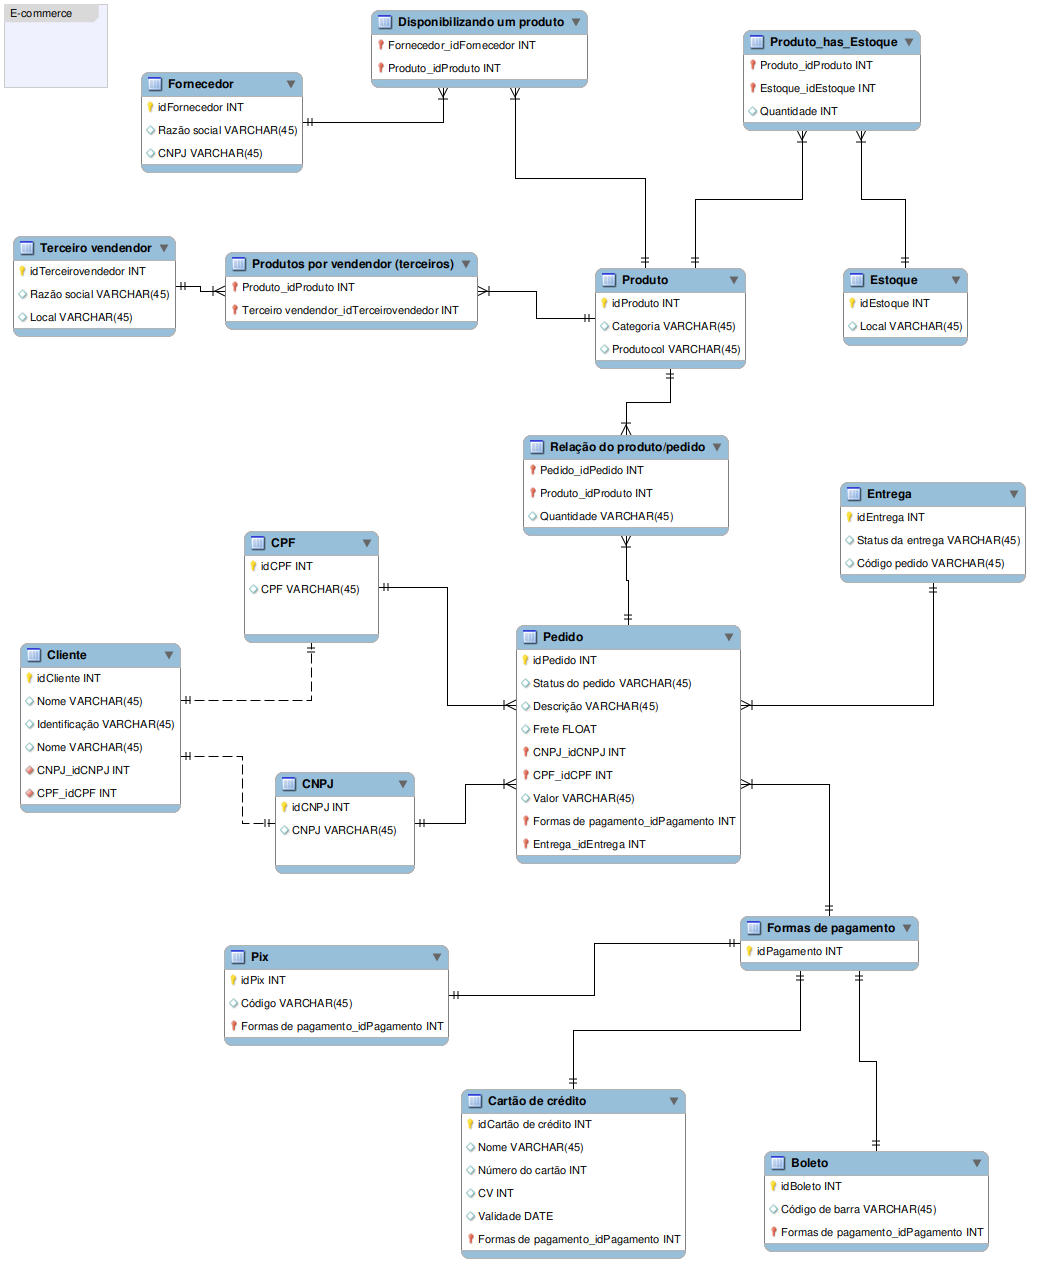 E-commerce
Disponibilizando um produto
Fornecedor_idFornecedor INT
Produto_idProduto INT
Produto_has_Estoque
Produto_idProduto INT
Estoque_idEstoque INT
Quantidade INT
Fornecedor
idFornecedor INT
Razão social VARCHAR(45)
CNPJ VARCHAR(45)
Terceiro vendendor
idTerceirovendedor INT
Razão social VARCHAR(45)
Local VARCHAR(45)
Produtos por vendendor (terceiros)
Produto_idProduto INT
Terceiro vendendor_idTerceirovendedor INT
Produto
idProduto INT
Categoria VARCHAR(45)
Produtocol VARCHAR(45)
Estoque
idEstoque INT
Local VARCHAR(45)
Relação do produto/pedido
Pedido_idPedido INT
Produto_idProduto INT
Quantidade VARCHAR(45)
Entrega
idEntrega INT
Status da entrega VARCHAR(45)
Código pedido VARCHAR(45)
CPF
idCPF INT
CPF VARCHAR(45)
Cliente
idCliente INT
Nome VARCHAR(45)
Identificação VARCHAR(45)
Nome VARCHAR(45)
CNPJ_idCNPJ INT
CPF_idCPF INT
Pedido
idPedido INT
Status do pedido VARCHAR(45)
Descrição VARCHAR(45)
Frete FLOAT
CNPJ_idCNPJ INT
CPF_idCPF INT
Valor VARCHAR(45)
Formas de pagamento_idPagamento INT
Entrega_idEntrega INT
CNPJ
idCNPJ INT
CNPJ VARCHAR(45)
Formas de pagamento
idPagamento INT
Pix
idPix INT
Código VARCHAR(45)
Formas de pagamento_idPagamento INT
Cartão de crédito
idCartão de crédito INT
Nome VARCHAR(45)
Número do cartão INT
CV INT
Validade DATE
Formas de pagamento_idPagamento INT
Boleto
idBoleto INT
Código de barra VARCHAR(45)
Formas de pagamento_idPagamento INT